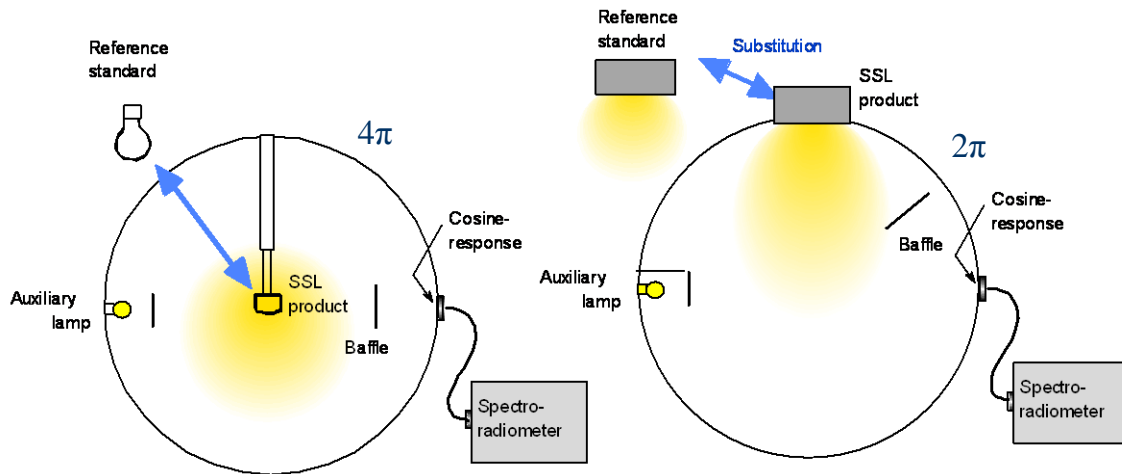 Reference
standard
4π
Cosine-
response
SSL
product
Auxiliary
lamp
Baffle
Spectro-
radiometer
Reference
standard
Substitution
SSL
product
2π
Cosine-
response
Baffle
Auxiliary
lamp
Spectro-
radiometer